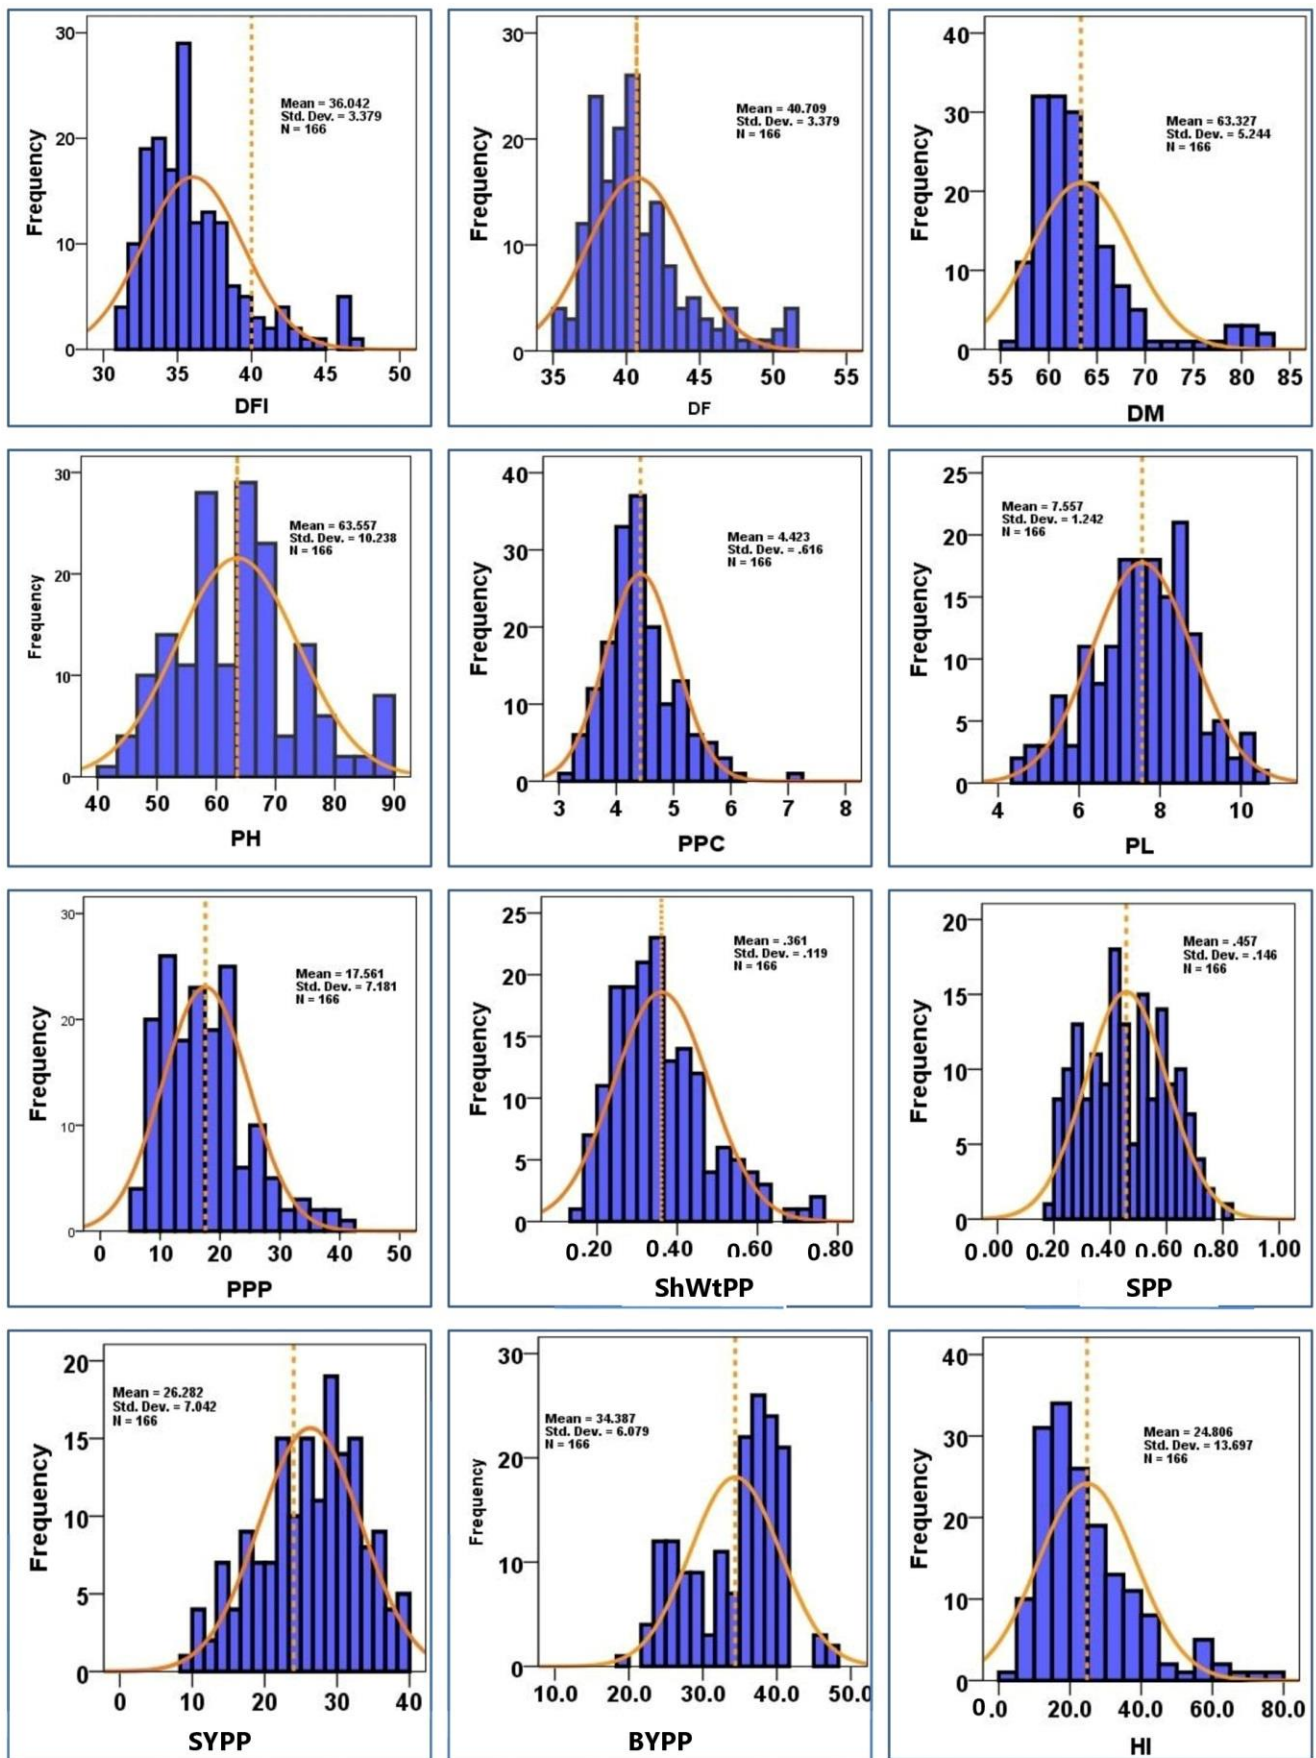 30
20
10
0
Frequency
Mean = 36.042
Std. Dev. = 3.379
N = 166
30 35 40 45 50
DFI
30
20
10
0
Frequency
Mean = 40.709
Std. Dev. = 3.379
N = 166
35 40 45 50 55
DF
40
30
20
10
0
Frequency
Mean = 63.327
Std. Dev. = 5.244
N = 166
55 60 65 70 75 80 85
DM
30
20
10
0
Frequency
Mean = 63.557
Std. Dev. = 10.238
N = 166
40 50 60 70 80 90
PH
40
30
20
10
0
Frequency
Mean = 4.423
Std. Dev. = .616
N = 166
3 4 5 6 7 8
PPC
25
20
15
10
5
0
Frequency
Mean = 7.557
Std. Dev. = 1.242
N = 166
4 6 8 10
PL
30
20
10
0
Frequency
Mean = 17.561
Std. Dev. = 7.181
N = 166
0 10 20 30 40 50
PPP
25
20
15
10
5
0
Frequency
Mean = .361
Std. Dev. = .119
N = 166
0.20 0.40 0.60 0.80
ShWtPP
20
15
10
5
0
Frequency
Mean = .457
Std. Dev. = .146
N = 166
0.00 0.20 0.40 0.60 0.80 1.00
SPP
20
15
10
5
0
Frequency
Mean = 26.282
Std. Dev. = 7.042
N = 166
0 10 20 30 40
SYPP
30
20
10
0
Frequency
Mean = 34.387
Std. Dev. = 6.079
N = 166
10.0 20.0 30.0 40.0 50.0
BYPP
40
30
20
10
0
Frequency
Mean = 24.806
Std. Dev. = 13.697
N = 166
0.0 20.0 40.0 60.0 80.0
HI